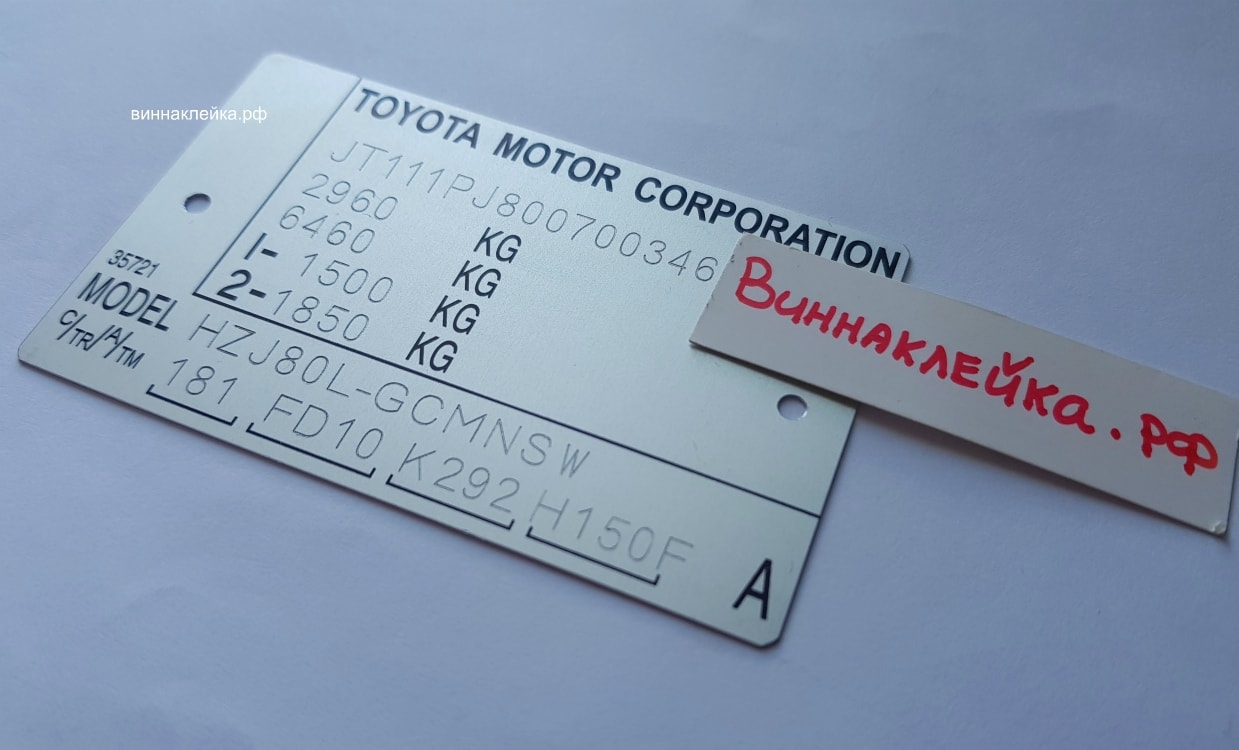 виннаклейка.рф
TOYOTA MOTOR CORPORATION
JT111PJ800700346
2960 KG
6460 KG
1- 1500 KG
2- 1850 KG
35721
MODEL HZJ80L-GCMNSW
C/TR/A/TM 181 FD10 K292 H150F
A
Виннаклейка.рф